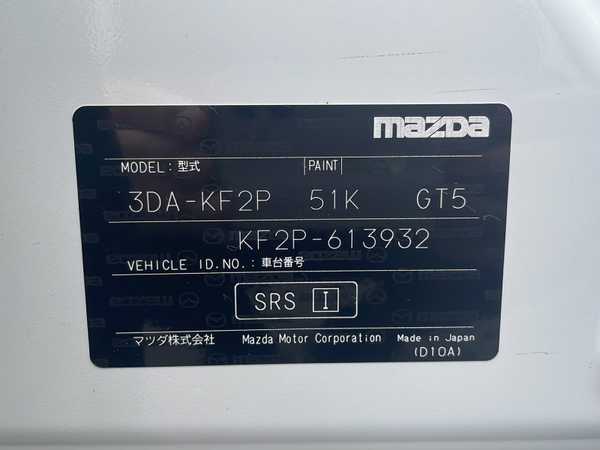 mazda
MODEL: 型式 PAINT
3DA-KF2P 51K GT5
KF2P-613932
VEHICLE ID.NO.: 車台番号
SRS I
マツダ株式会社 Mazda Motor Corporation Made in Japan
(D10A)